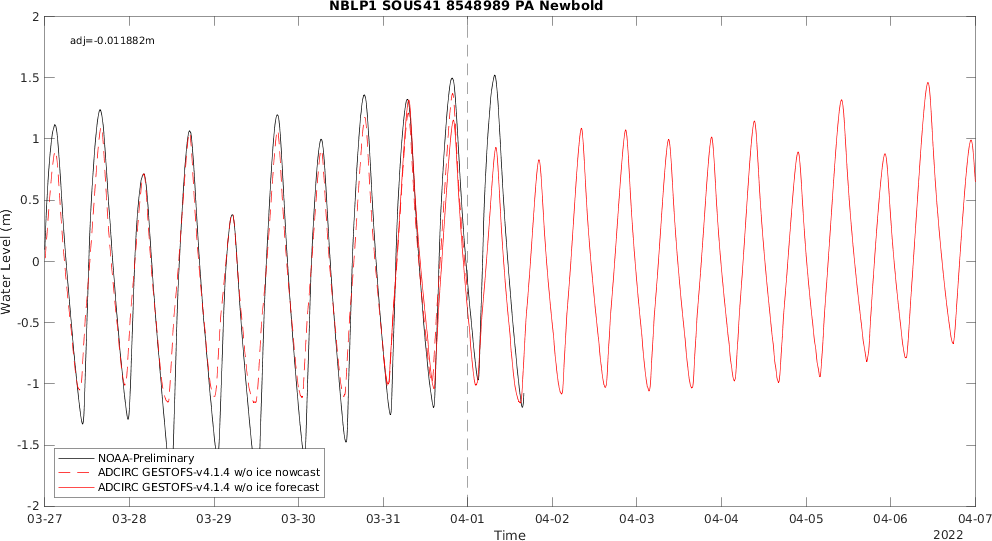 NBLP1 SOUS41 8548989 PA Newbold
adj=-0.011882m
Water Level (m)
2
1.5
1
0.5
0
-0.5
-1
-1.5
-2
NOAA-Preliminary
ADCIRC GESTOFS-v4.1.4 w/o ice nowcast
ADCIRC GESTOFS-v4.1.4 w/o ice forecast
03-27 03-28 03-29 03-30 03-31 04-01 04-02 04-03 04-04 04-05 04-06 04-07
Time
2022